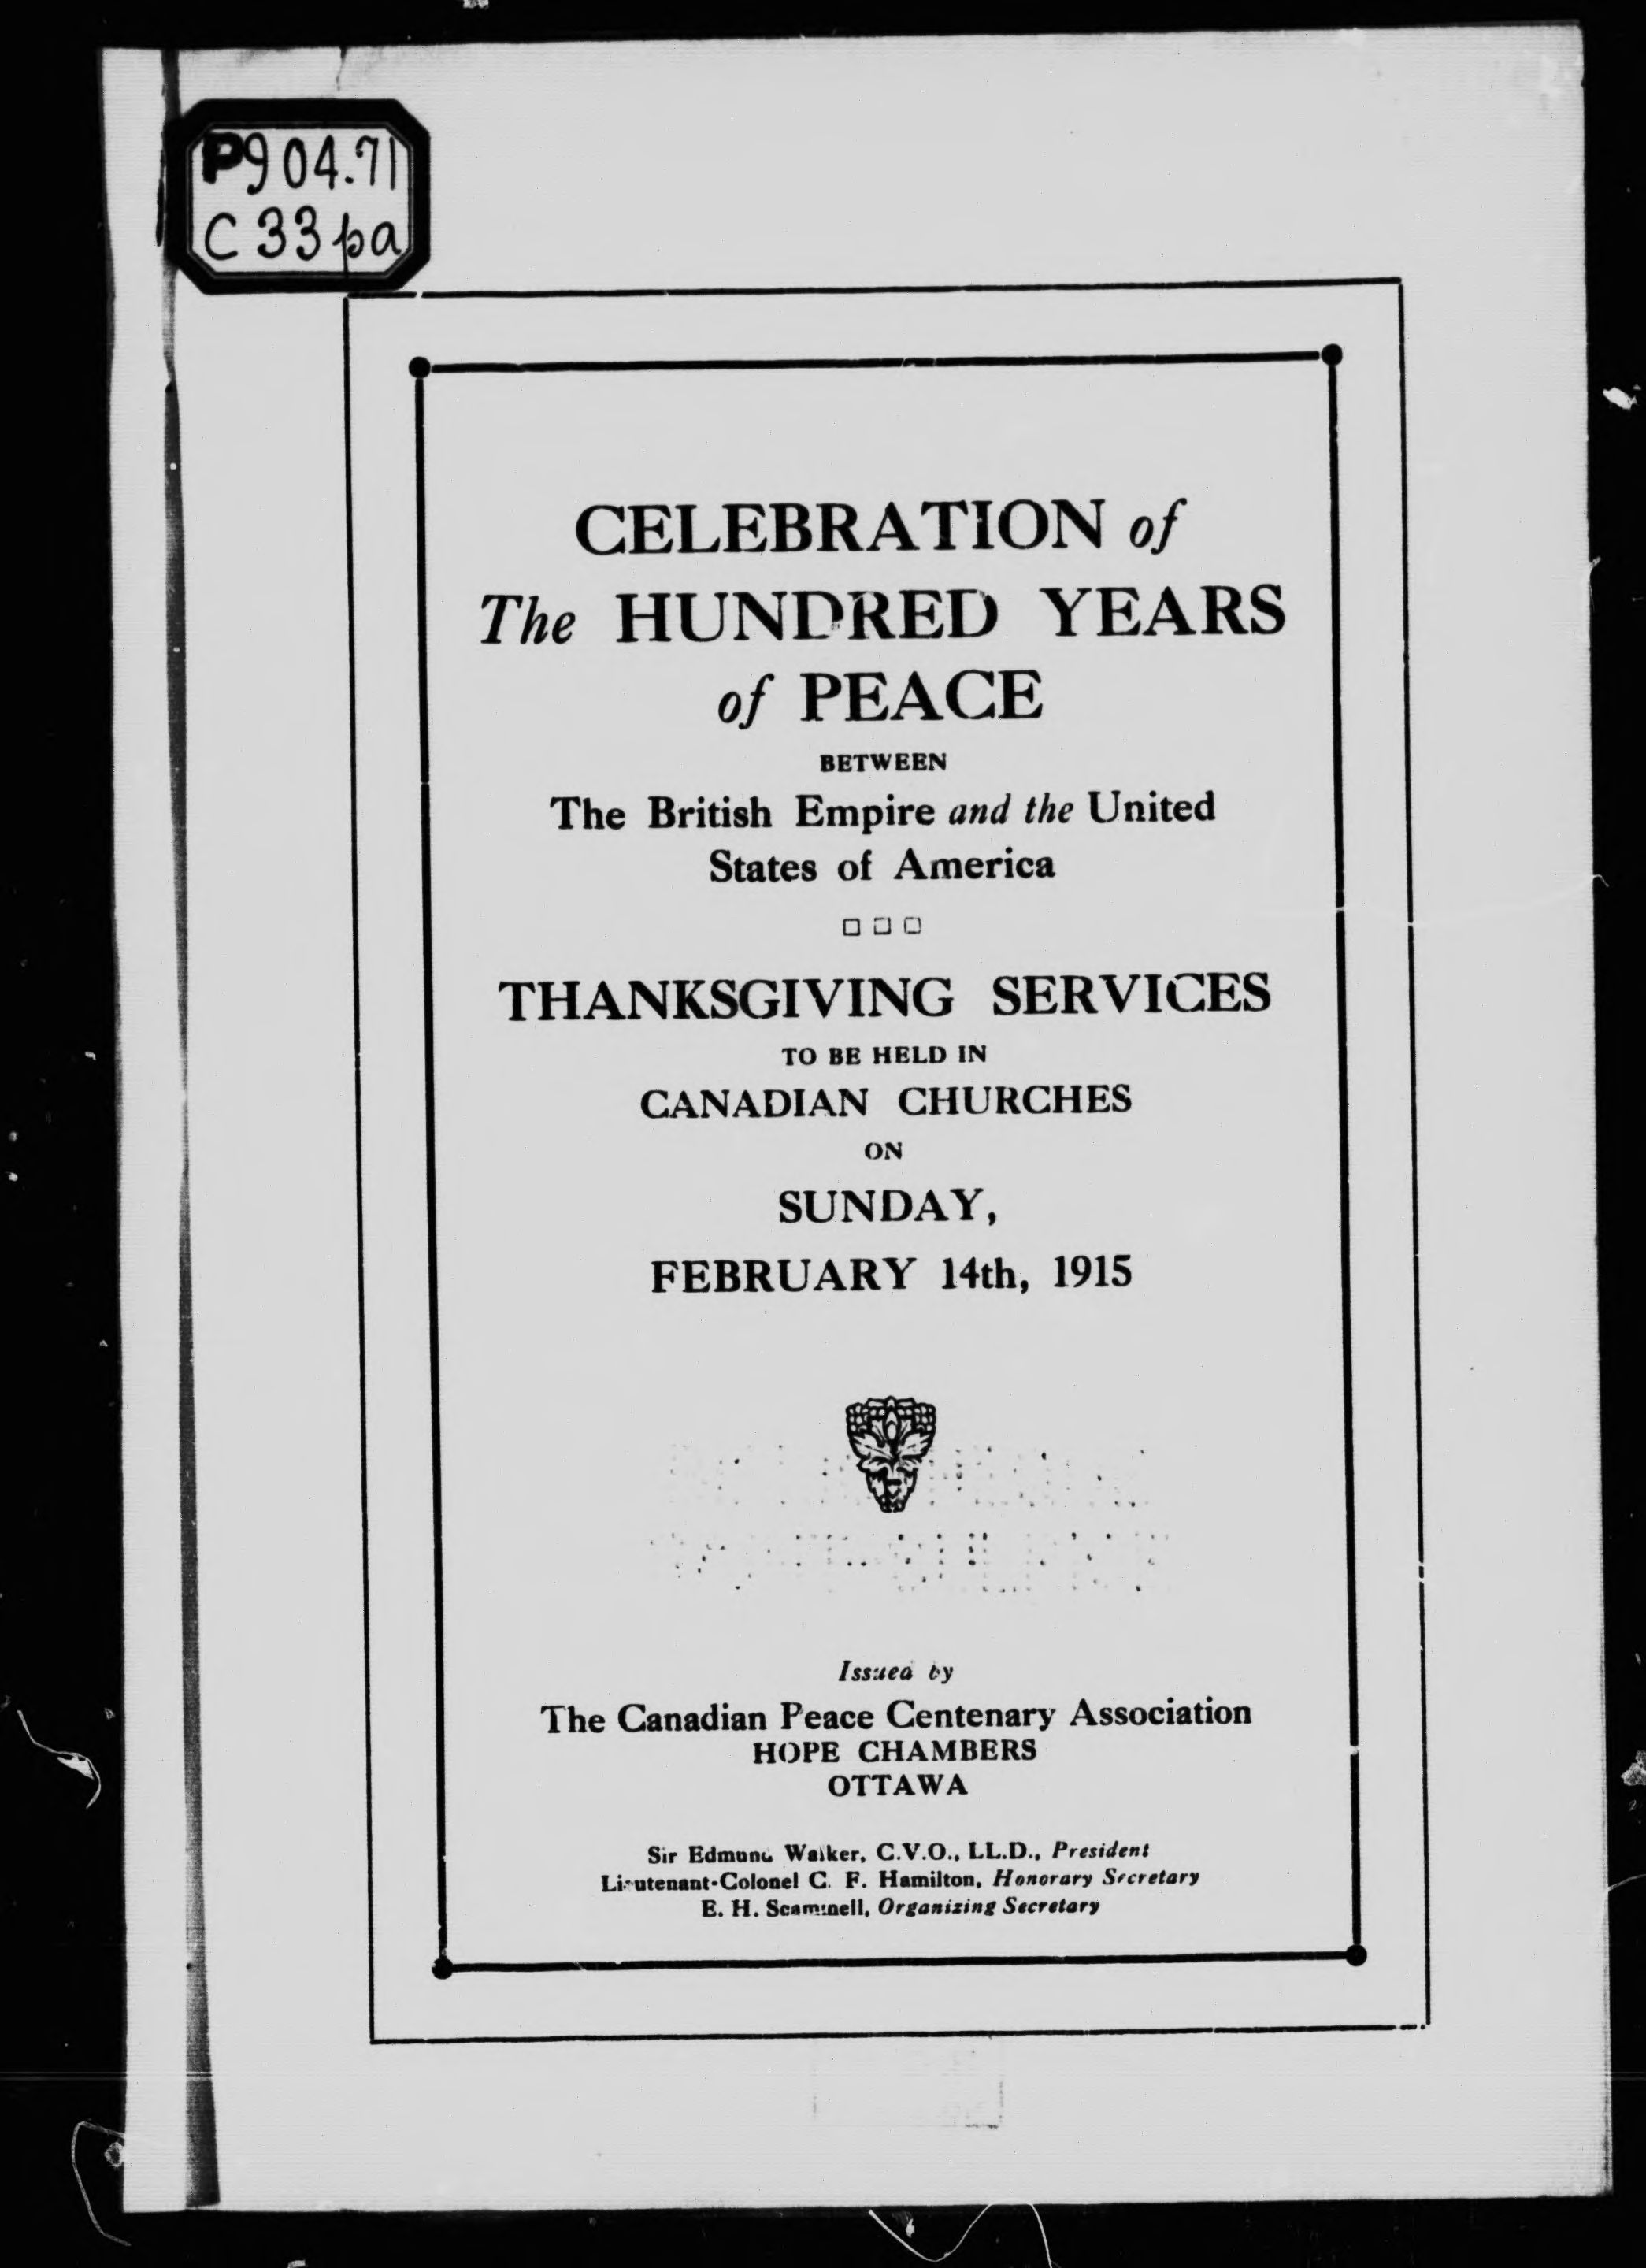 P904.71
C33pa
CELEBRATION of
The HUNDRED YEARS
of PEACE
BETWEEN
The British Empire and the United
States of America
THANKSGIVING SERVICES
TO BE HELD IN
CANADIAN CHURCHES
ON
SUNDAY,
FEBRUARY 14th, 1915
Issued by
The Canadian Peace Centenary Association
HOPE CHAMBERS
OTTAWA
Sir Edmund Walker, C.V.O., LL.D., President
Lieutenant-Colonel C. F. Hamilton, Honorary Secretary
E. H. Scammell, Organizing Secretary